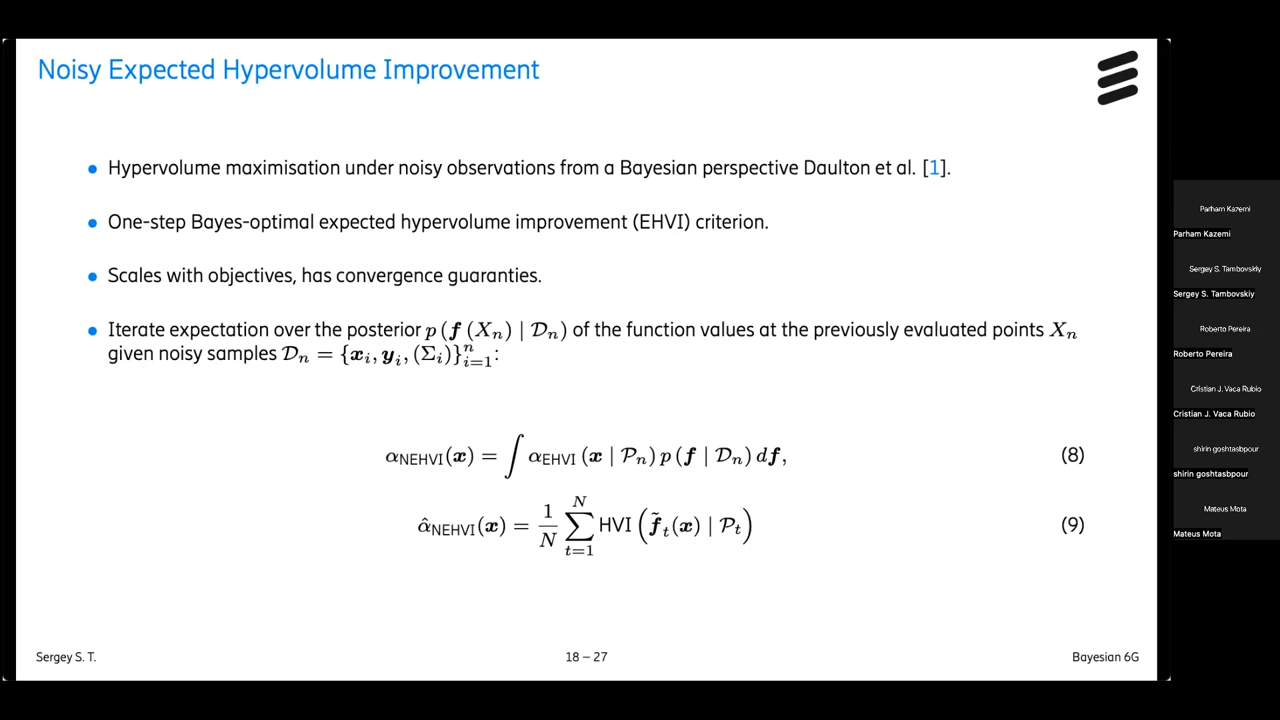 Noisy Expected Hypervolume Improvement
• Hypervolume maximisation under noisy observations from a Bayesian perspective Daulton et al. [1].
• One-step Bayes-optimal expected hypervolume improvement (EHVI) criterion.
• Scales with objectives, has convergence guaranties.
• Iterate expectation over the posterior p (f (Xₙ) | 𝒟ₙ) of the function values at the previously evaluated points Xₙ
given noisy samples 𝒟ₙ = {xᵢ, yᵢ, (Σᵢ)}ⁿᵢ₌₁:
α_NEHVI(x) = ∫ α_EHVI (x | 𝒫ₙ) p (f | 𝒟ₙ) df, (8)
α̂_NEHVI(x) = 1/N ∑_{t=1}^{N} HVI (f̃ₜ(x) | 𝒫ₜ) (9)
Sergey S. T. 18 – 27 Bayesian 6G
Parham Kazemi
Parham Kazemi
Sergey S. Tambovskiy
Sergey S. Tambovskiy
Roberto Pereira
Roberto Pereira
Cristian J. Vaca Rubio
Cristian J. Vaca Rubio
shirin goshtasbpour
shirin goshtasbpour
Mateus Mota
Mateus Mota